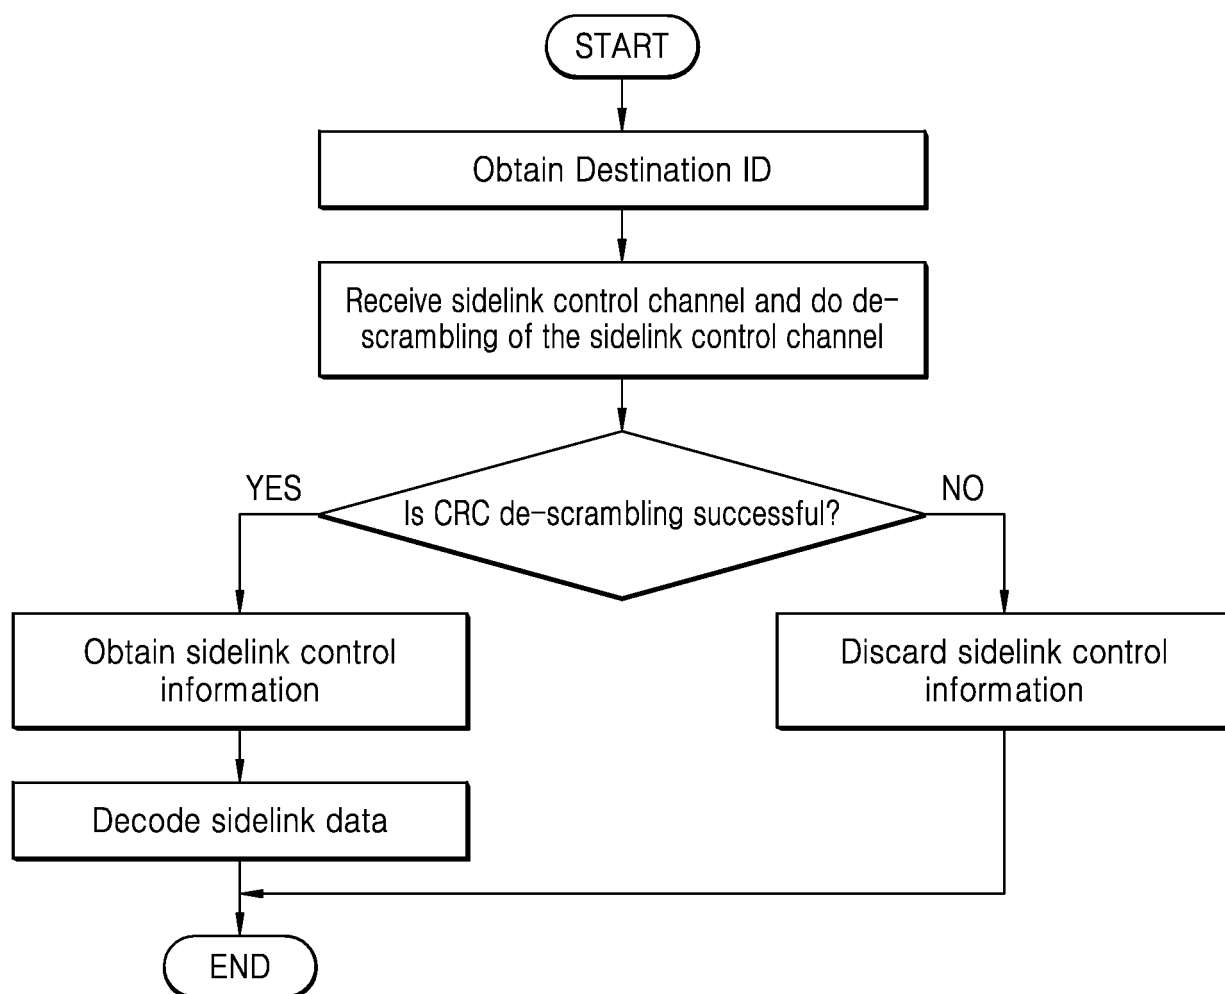 START
Obtain Destination ID
Receive sidelink control channel and do de-
scrambling of the sidelink control channel
Is CRC de-scrambling successful?
YES
NO
Obtain sidelink control
information
Discard sidelink control
information
Decode sidelink data
END